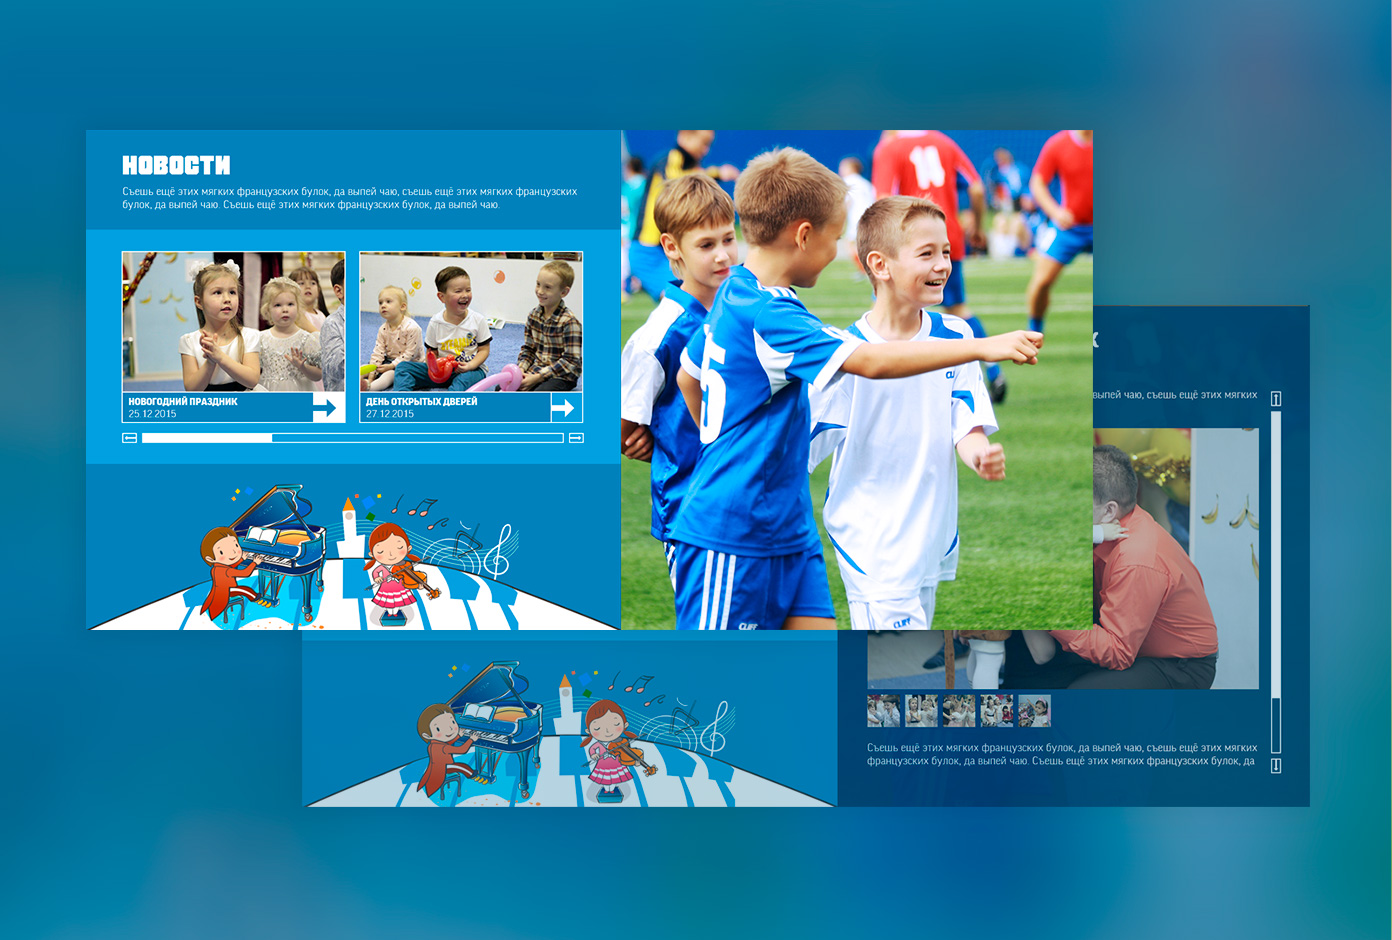 НОВОСТИ
Съешь ещё этих мягких французских булок, да выпей чаю, съешь ещё этих мягких французских
булок, да выпей чаю. Съешь ещё этих мягких французских булок, да выпей чаю.
НОВОГОДНИЙ ПРАЗДНИК
25.12.2015
ДЕНЬ ОТКРЫТЫХ ДВЕРЕЙ
27.12.2015
5
CLIFF
CLIFF
Х
выпей чаю, съешь ещё этих мягких
Съешь ещё этих мягких французских булок, да выпей чаю, съешь ещё этих мягких
французских булок, да выпей чаю. Съешь ещё этих мягких французских булок, да